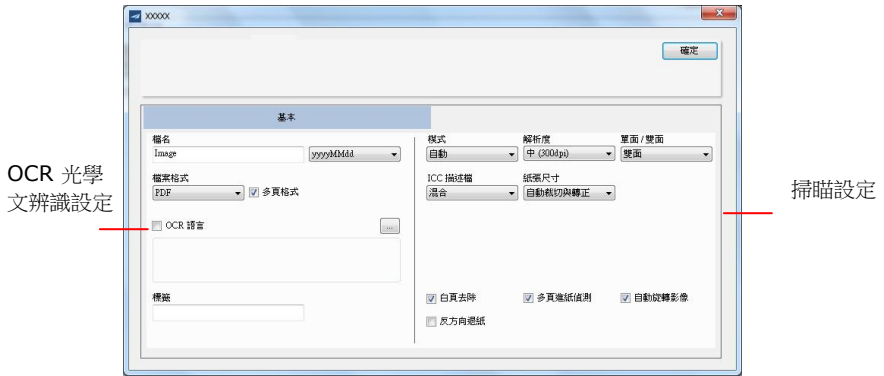 XXXXX
確定
基本
檔名
Image
yyyyMMdd
檔案格式
PDF
多頁格式
OCR 語言
...
標籤
模式
解析度
單面 / 雙面
自動
中 (300dpi)
雙面
ICC 描述檔
紙張尺寸
混合
自動裁切與轉正
白頁去除
多頁進紙偵測
自動旋轉影像
反方向退紙
OCR 光學
文辨識設定
掃瞄設定